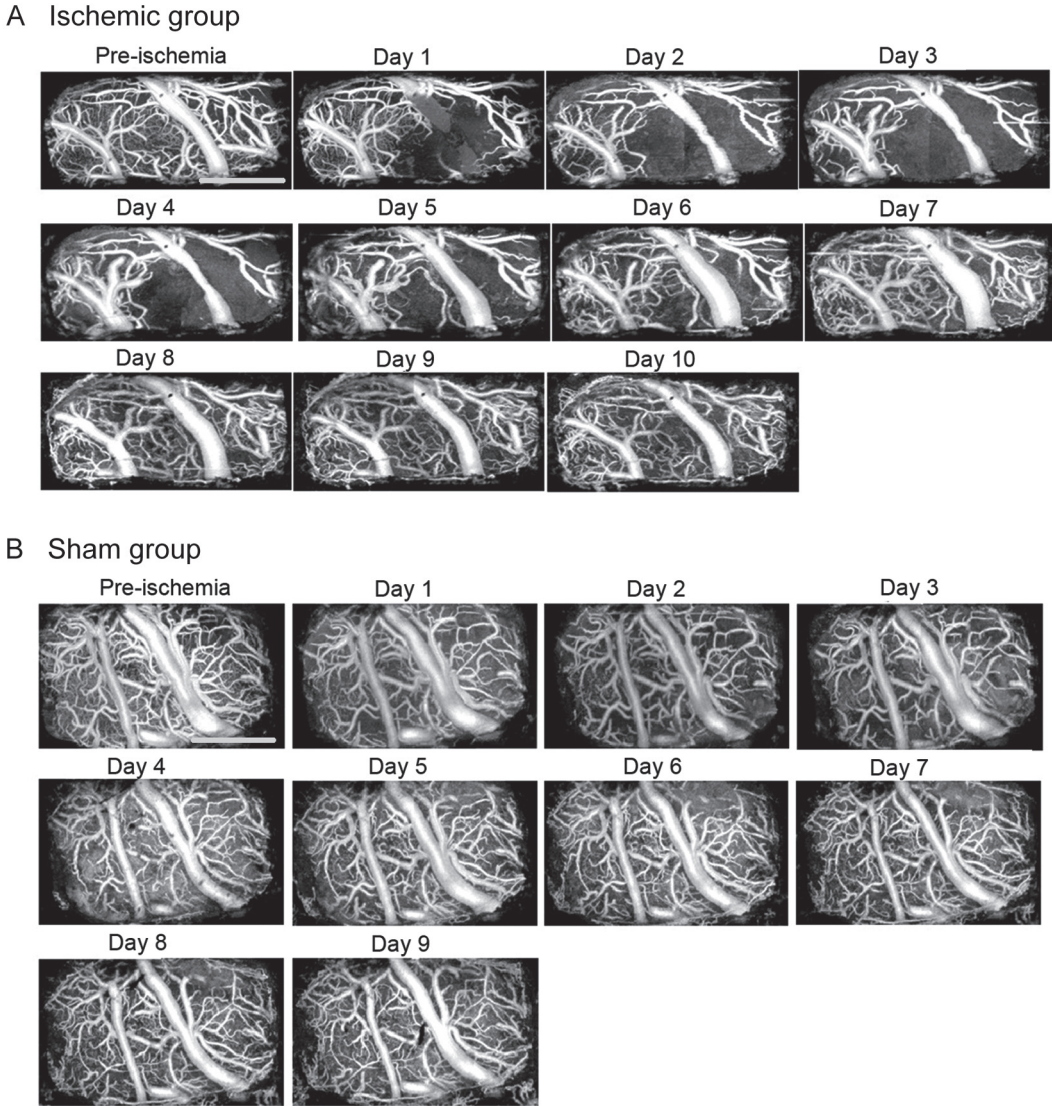 A Ischemic group
Pre-ischemia Day 1 Day 2 Day 3
Day 4 Day 5 Day 6 Day 7
Day 8 Day 9 Day 10
B Sham group
Pre-ischemia Day 1 Day 2 Day 3
Day 4 Day 5 Day 6 Day 7
Day 8 Day 9